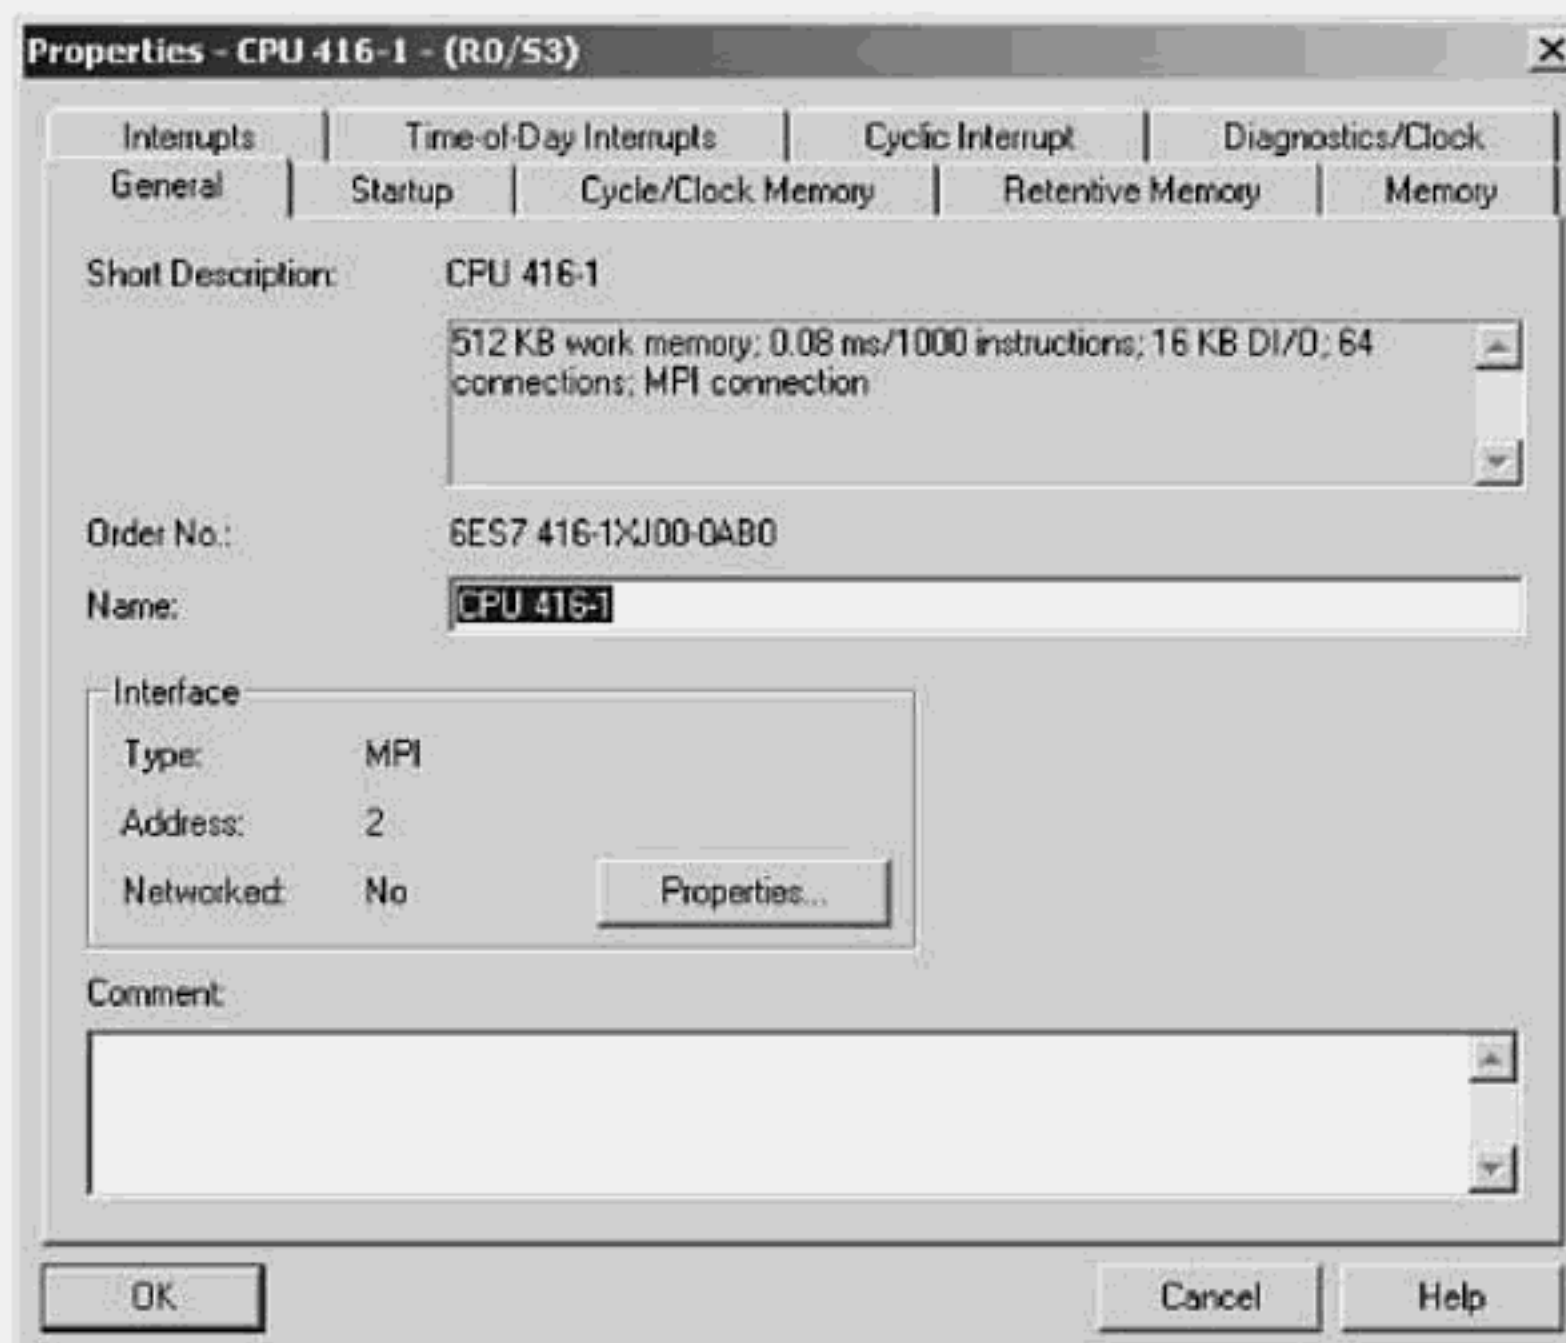 Properties - CPU 416-1 - (R0/S3)
Interrupts Time-of-Day Interrupts Cyclic Interrupt Diagnostics/Clock
General Startup Cycle/Clock Memory Retentive Memory Memory
Short Description: CPU 416-1
512 KB work memory; 0.08 ms/1000 instructions; 16 KB DI/O; 64
connections; MPI connection
Order No.: 6ES7 416-1XJ00-0AB0
Name: CPU 416-1
Interface
Type: MPI
Address: 2
Networked: No Properties...
Comment:
OK Cancel Help